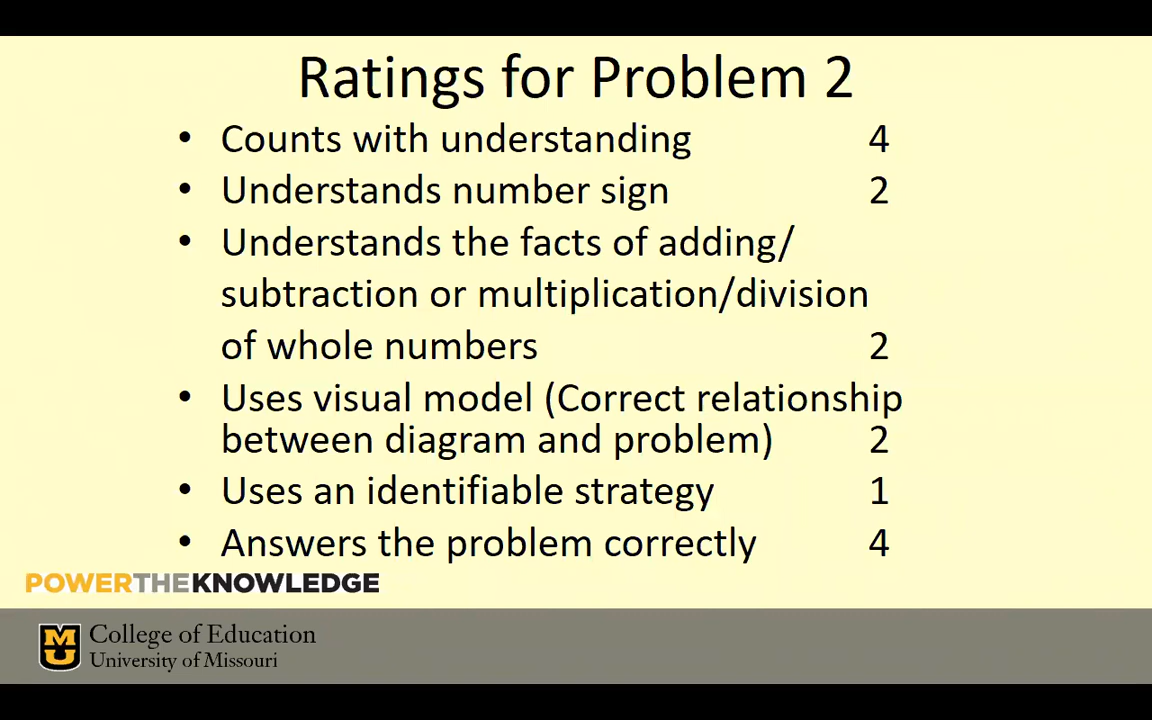 Ratings for Problem 2
• Counts with understanding 4
• Understands number sign 2
• Understands the facts of adding/
subtraction or multiplication/division
of whole numbers 2
• Uses visual model (Correct relationship
between diagram and problem) 2
• Uses an identifiable strategy 1
• Answers the problem correctly 4
POWERTHEKNOWLEDGE
MU
College of Education
University of Missouri